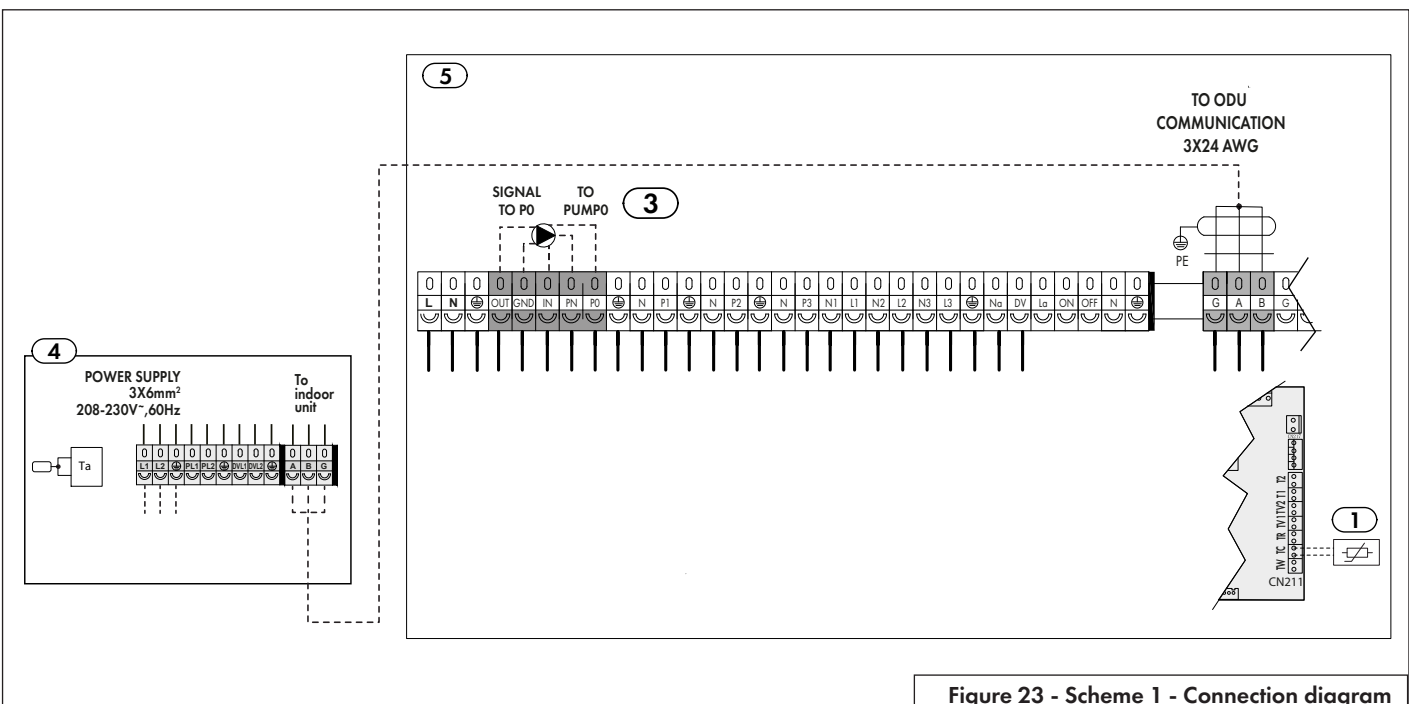 5
TO ODU
COMMUNICATION
3X24 AWG
SIGNAL
TO P0
TO
PUMP0
3
PE
0 0 0 0 0 0 0 0 0 0 0 0 0 0 0 0 0 0 0 0 0 0 0 0 0 0 0 0 0 0 0
L N OUT GND IN PN P0 N P1 N P2 N P3 N1 L1 N2 L2 N3 L3 Na DV La ON OFF N
0 0 0 0
G A B G
4
POWER SUPPLY
3X6mm²
208-230V~,60Hz
To
indoor
unit
Ta
0 0 0 0 0 0 0 0 0 0 0 0
L1 L2 PL1 PL2 DVL1 DVL2 A B G
TW TC TR TV1 TV2 T1 T2
CN211
1
Figure 23 - Scheme 1 - Connection diagram